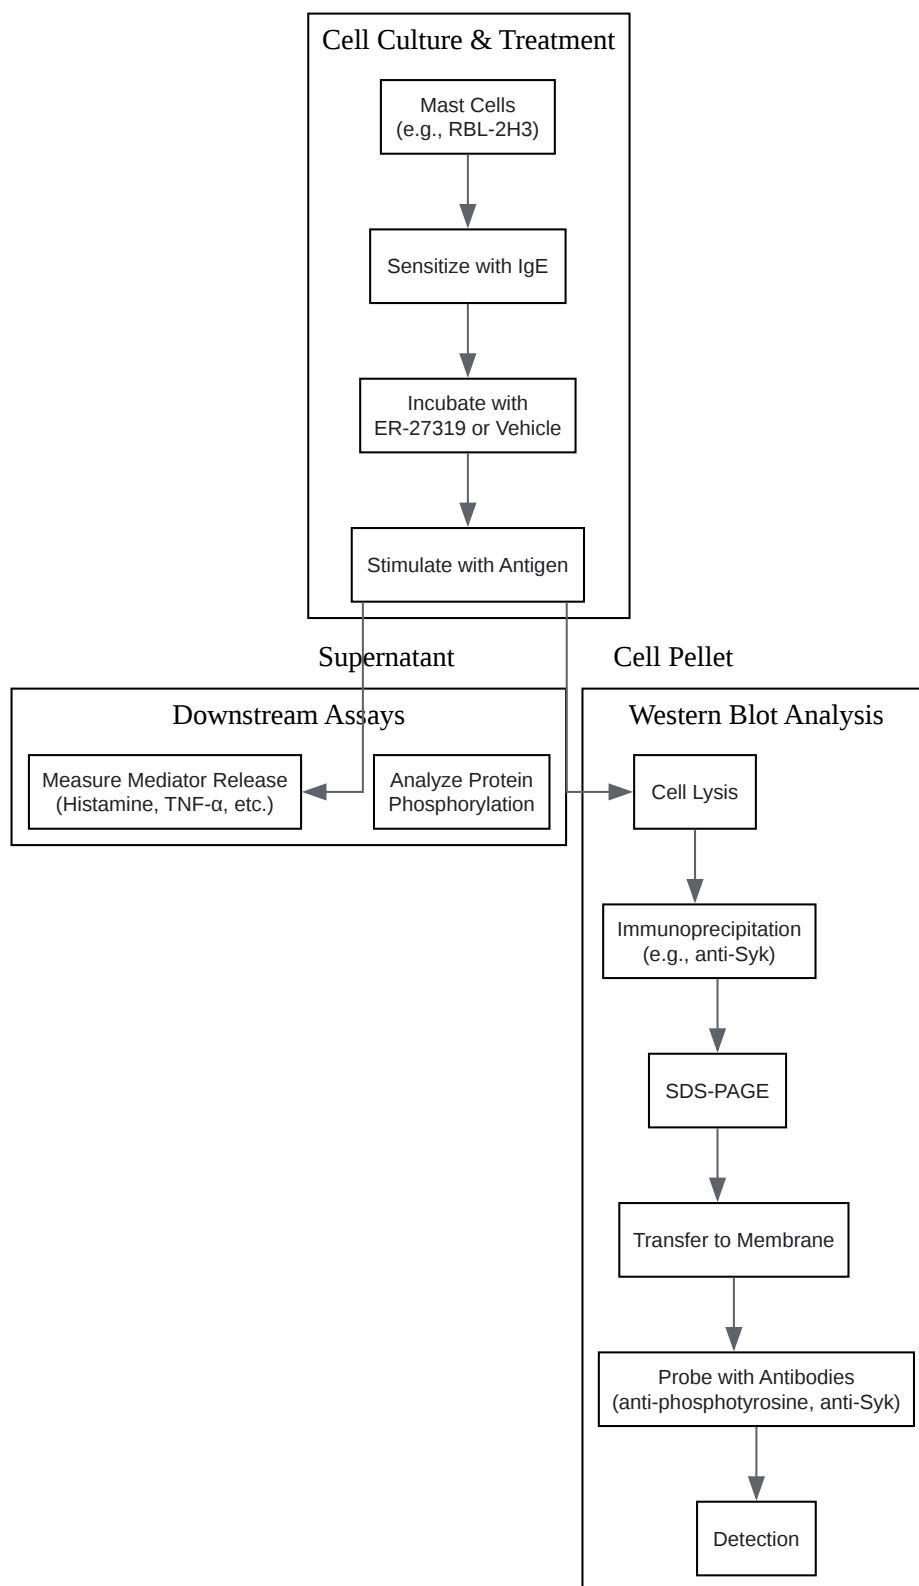 Cell Culture & Treatment
Mast Cells
(e.g., RBL-2H3)
Sensitize with IgE
Incubate with
ER-27319 or Vehicle
Stimulate with Antigen
Supernatant
Cell Pellet
Downstream Assays
Measure Mediator Release
(Histamine, TNF-α, etc.)
Analyze Protein
Phosphorylation
Western Blot Analysis
Cell Lysis
Immunoprecipitation
(e.g., anti-Syk)
SDS-PAGE
Transfer to Membrane
Probe with Antibodies
(anti-phosphotyrosine, anti-Syk)
Detection